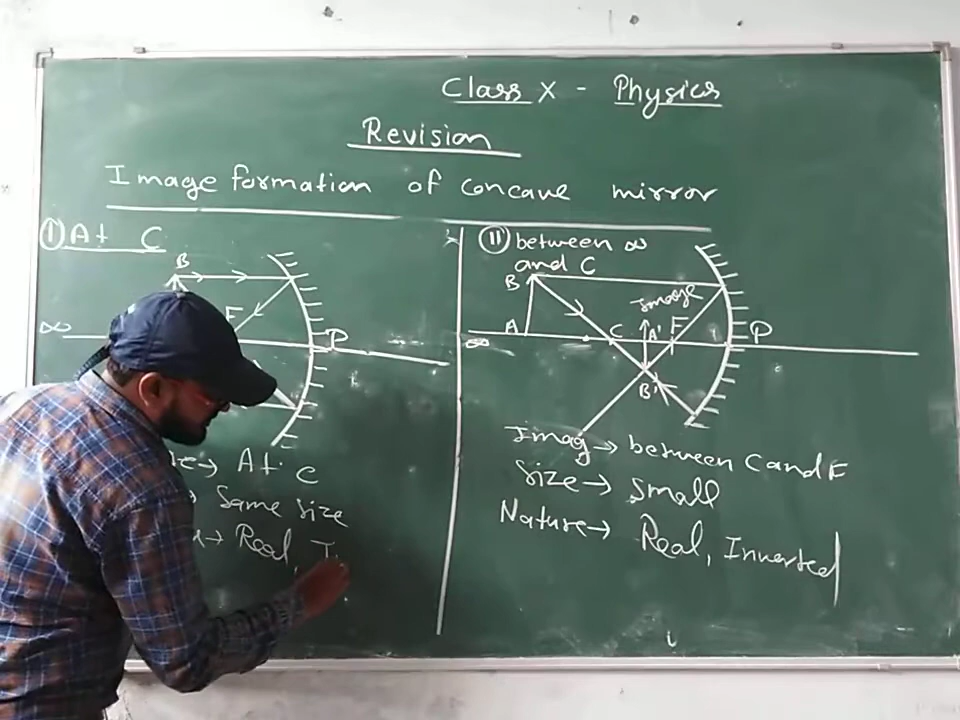 Class X - Physics
Revision
Image formation of concave mirror
I At C
B
F
∞
P
At C
Same size
Real,
II between ∞
and C
B
Image
A
C
A'
F
P
∞
B'
Imag → between C and F
Size → Small
Nature → Real, Inverted